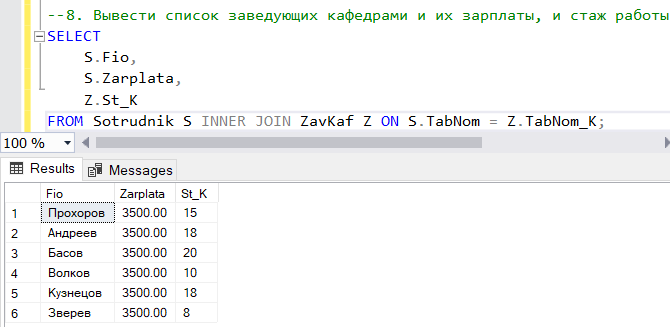 --8. Вывести список заведующих кафедрами и их зарплаты, и стаж работы
SELECT
S.Fio,
S.Zarplata,
Z.St_K
FROM Sotrudnik S INNER JOIN ZavKaf Z ON S.TabNom = Z.TabNom_K;
100 %
Results Messages
Fio Zarplata St_K
1 Прохоров 3500.00 15
2 Андреев 3500.00 18
3 Басов 3500.00 20
4 Волков 3500.00 10
5 Кузнецов 3500.00 18
6 Зверев 3500.00 8